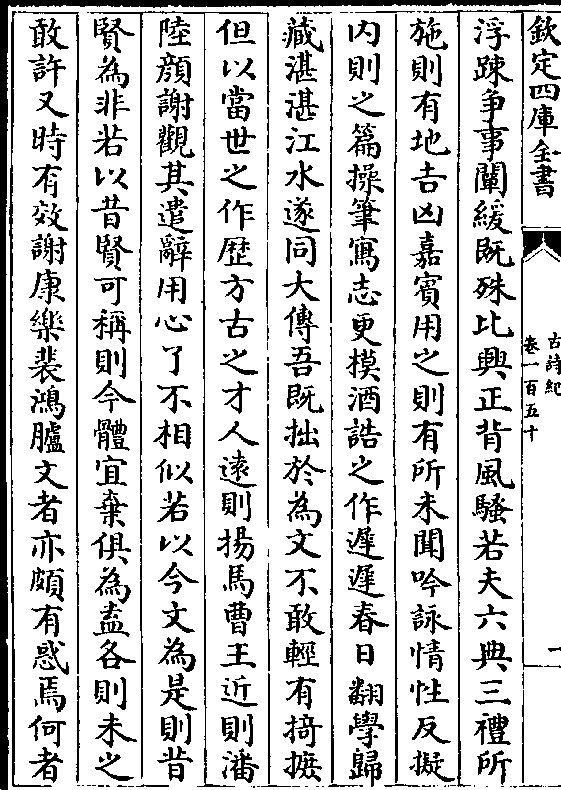 欽定四庫全書
古詩紀
卷一百五十
一
浮踈争事闡緩既殊比興正背風騷若夫六典三禮所
施則有地吉凶嘉賓用之則有所未聞吟詠情性反擬
内則之篇操筆寫志更摸酒誥之作遲遲春日翻學歸
藏湛湛江水遂同大傳吾既拙於為文不敢輕有掎摭
但以當世之作歴方古之才人逺則揚馬曹王近則潘
陸顔謝觀其遣辭用心了不相似若以今文為是則昔
賢為非若以昔賢可稱則今體宜棄俱為盍各則未之
敢許又時有效謝康樂裴鴻臚文者亦頗有惑焉何者